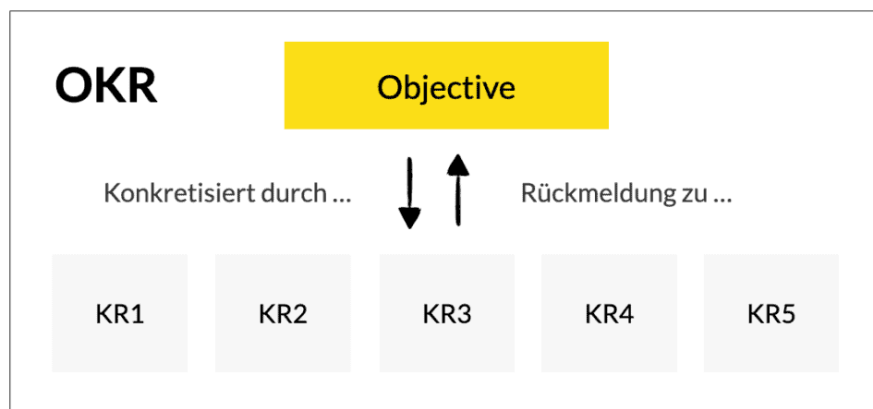 OKR
Objective
Konkretisiert durch ...
Rückmeldung zu ...
KR1
KR2
KR3
KR4
KR5